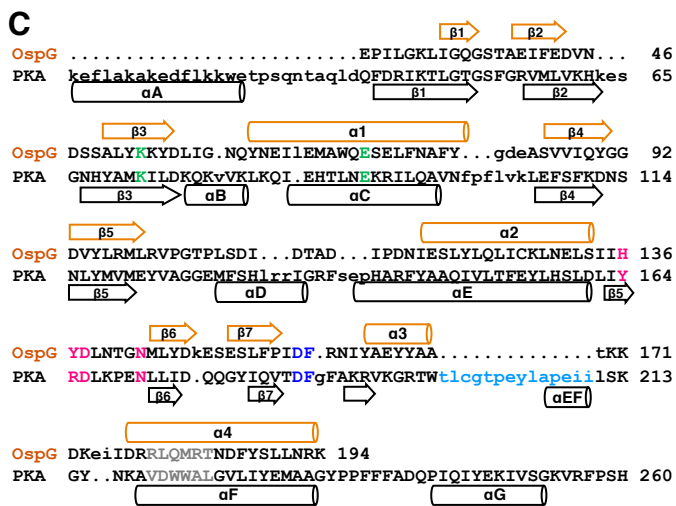 C
β1 β2
OspG ..............................EPILGKLIGQGSTAEIFEDVN... 46
PKA keflakakedflkkwetpsqntaqldQFDRIKTLGTGSFGRVMLVKHkes 65
αA β1 β2
β3 α1 β4
OspG DSSALYKKYDLIG.NQYNEILEMAWQESELFNAFY...gdeASVVIQYGG 92
PKA GNHYAMKILDKQKvVKLKQI.EHTLNEKRILQAVNfpflvkLEFSFKDNS 114
β3 αB αC β4
β5 α2
OspG DVYLRMLRVPGTPLSDI..DTAD...IPDNIESLYLQLICKLNELSIIH 136
PKA NLYMVMEYVAGGEMFSHlrrIGRFsepHARFYAAQIVLTFEYLHSLDLIY 164
β5 αD αE β5
β6 β7 α3
OspG YDLNTGNMLYDkESESLFPIDF.RNIYAEYYAA............tKK 171
PKA RDLKPENLLID.QQGYIQVTDFgFAKRVKGRTWtlcgtpeylapeiilSK 213
β6 β7 αEF
α4
OspG DKeiIDRRLQMRTNDFYSLLNRK 194
PKA GY..NKAVDWWALGVLIYEMAAGYPPFFFADQPIQIYEKIVSGKVRFPSH 260
αF αG